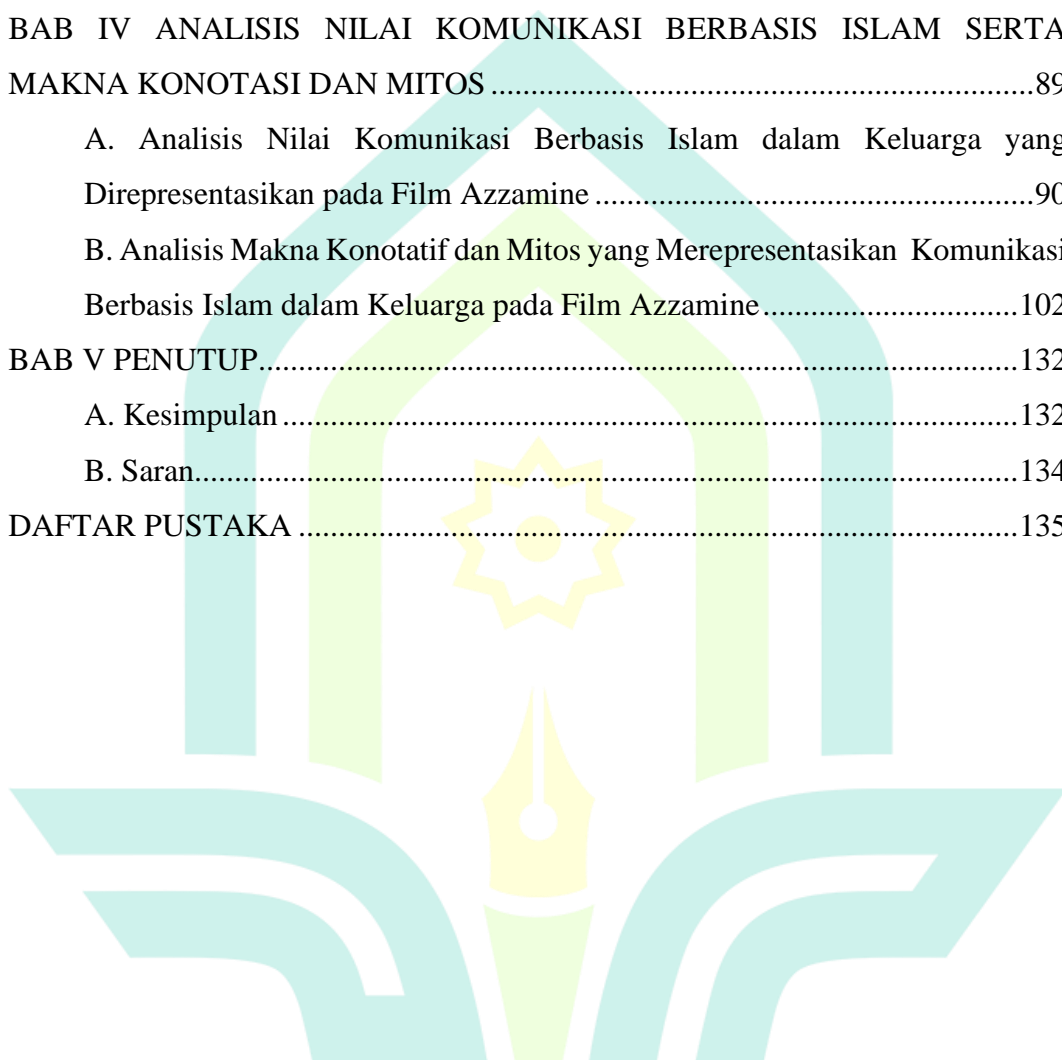 BAB IV ANALISIS NILAI KOMUNIKASI BERBASIS ISLAM SERTA
MAKNA KONOTASI DAN MITOS ....................................................................89
A. Analisis Nilai Komunikasi Berbasis Islam dalam Keluarga yang
Direpresentasikan pada Film Azzamine .......................................................90
B. Analisis Makna Konotatif dan Mitos yang Merepresentasikan Komunikasi
Berbasis Islam dalam Keluarga pada Film Azzamine................................102
BAB V PENUTUP...............................................................................................132
A. Kesimpulan ............................................................................................132
B. Saran.......................................................................................................134
DAFTAR PUSTAKA ..........................................................................................135